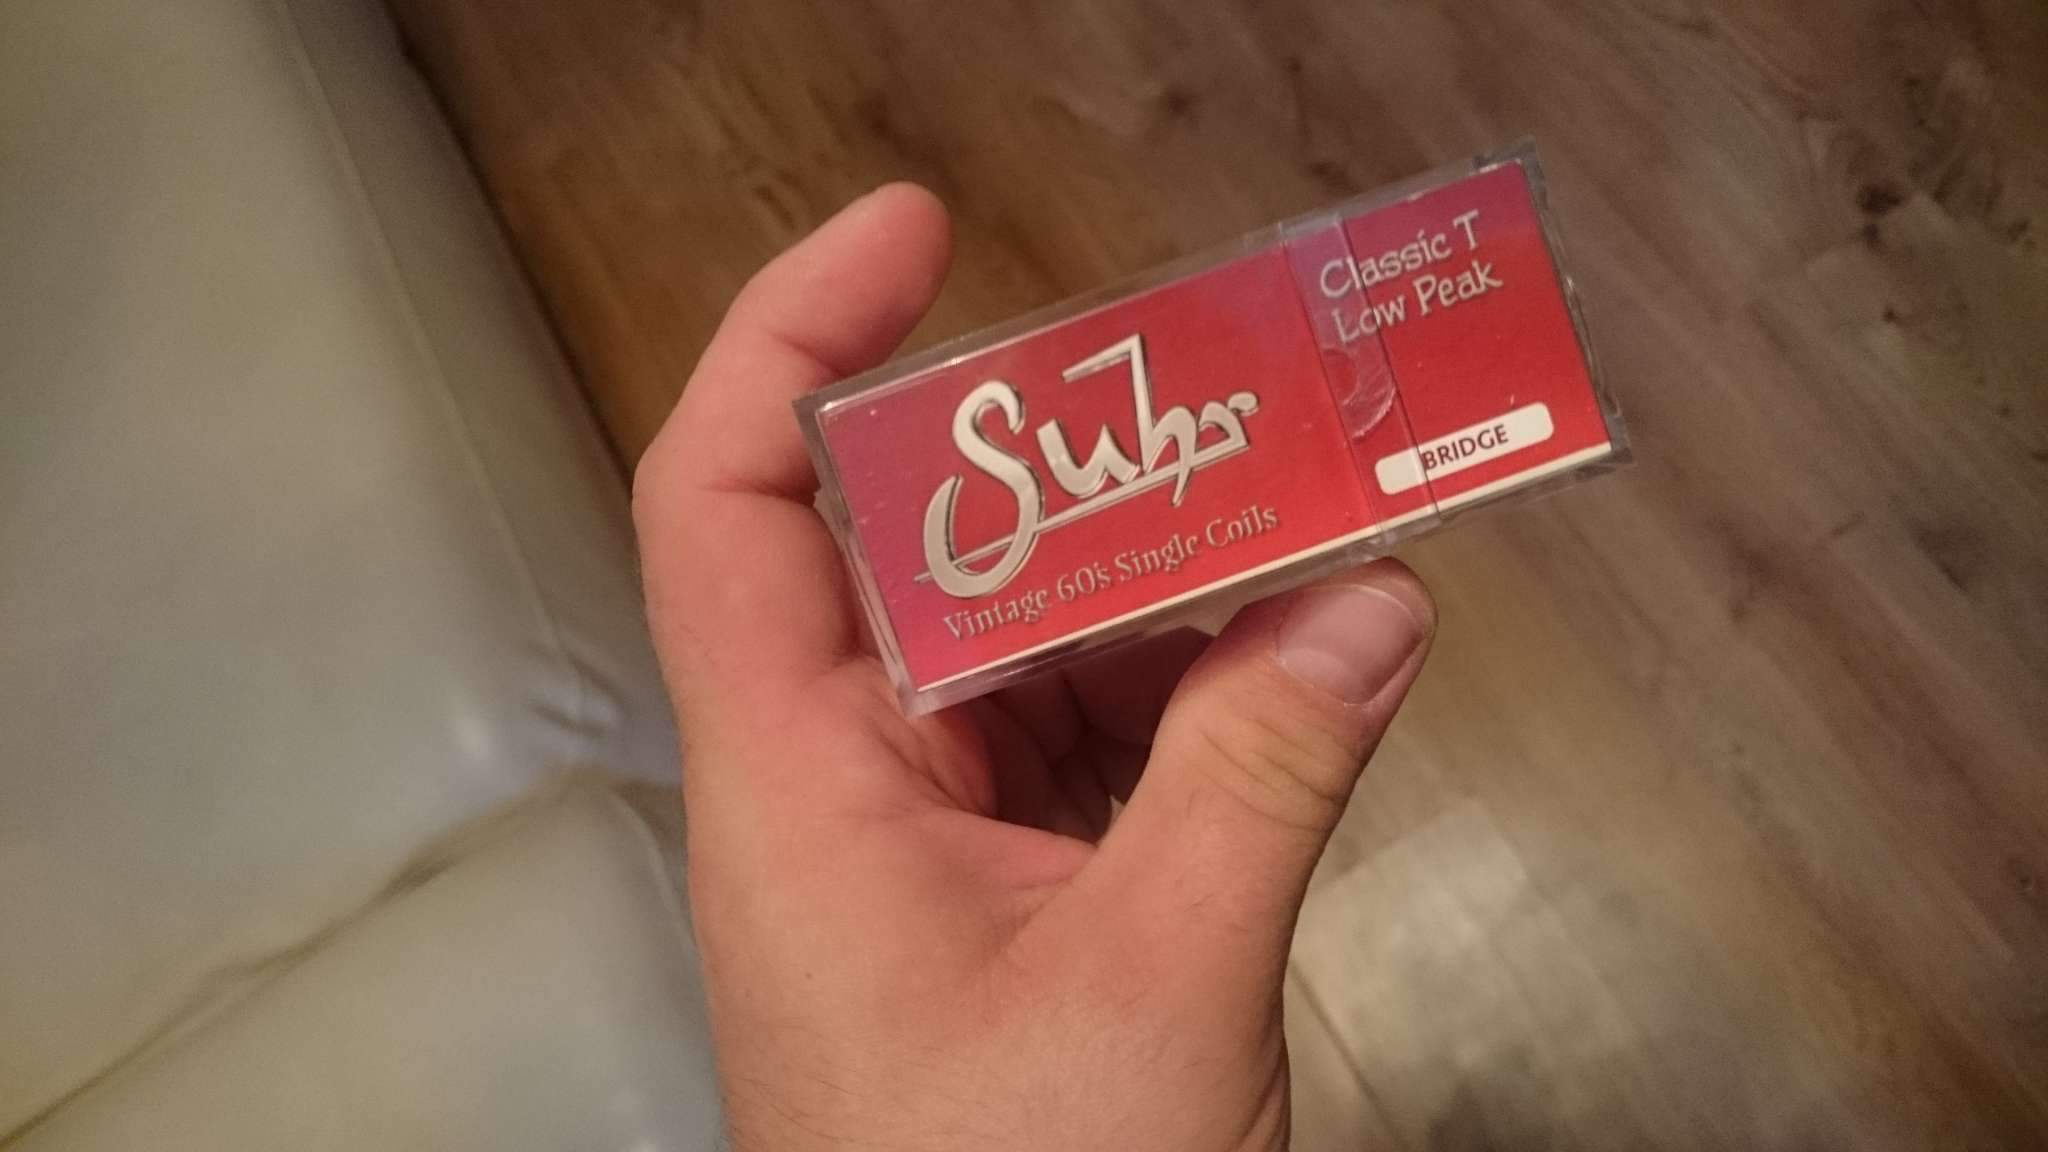 Suhr
Vintage 60's Single Coils
Classic T
Low Peak
BRIDGE